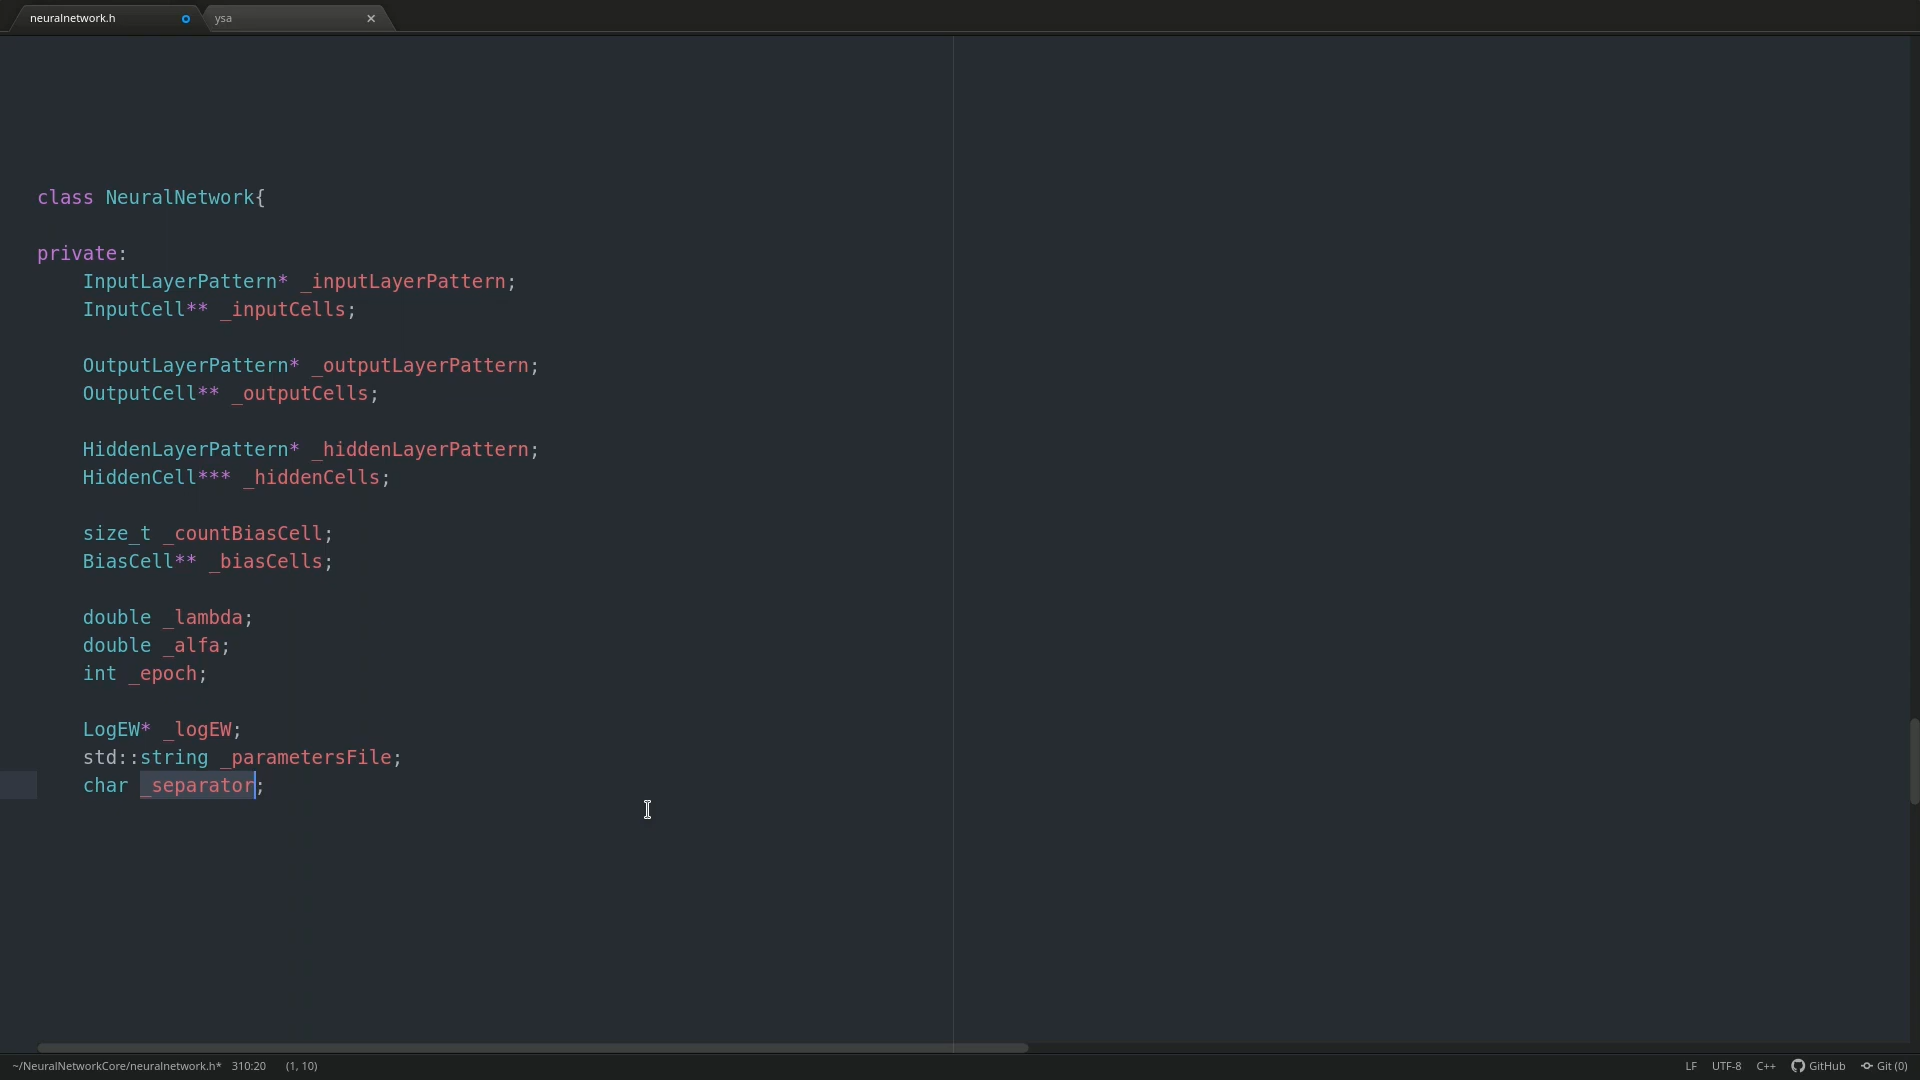 neuralnetwork.h
ysa
class NeuralNetwork{
private:
InputLayerPattern* _inputLayerPattern;
InputCell** _inputCells;
OutputLayerPattern* _outputLayerPattern;
OutputCell** _outputCells;
HiddenLayerPattern* _hiddenLayerPattern;
HiddenCell*** _hiddenCells;
size_t _countBiasCell;
BiasCell** _biasCells;
double _lambda;
double _alfa;
int _epoch;
LogEW* _logEW;
std::string _parametersFile;
char _separator;
~/NeuralNetworkCore/neuralnetwork.h* 310:20 (1, 10) LF UTF-8 C++ GitHub Git (0)